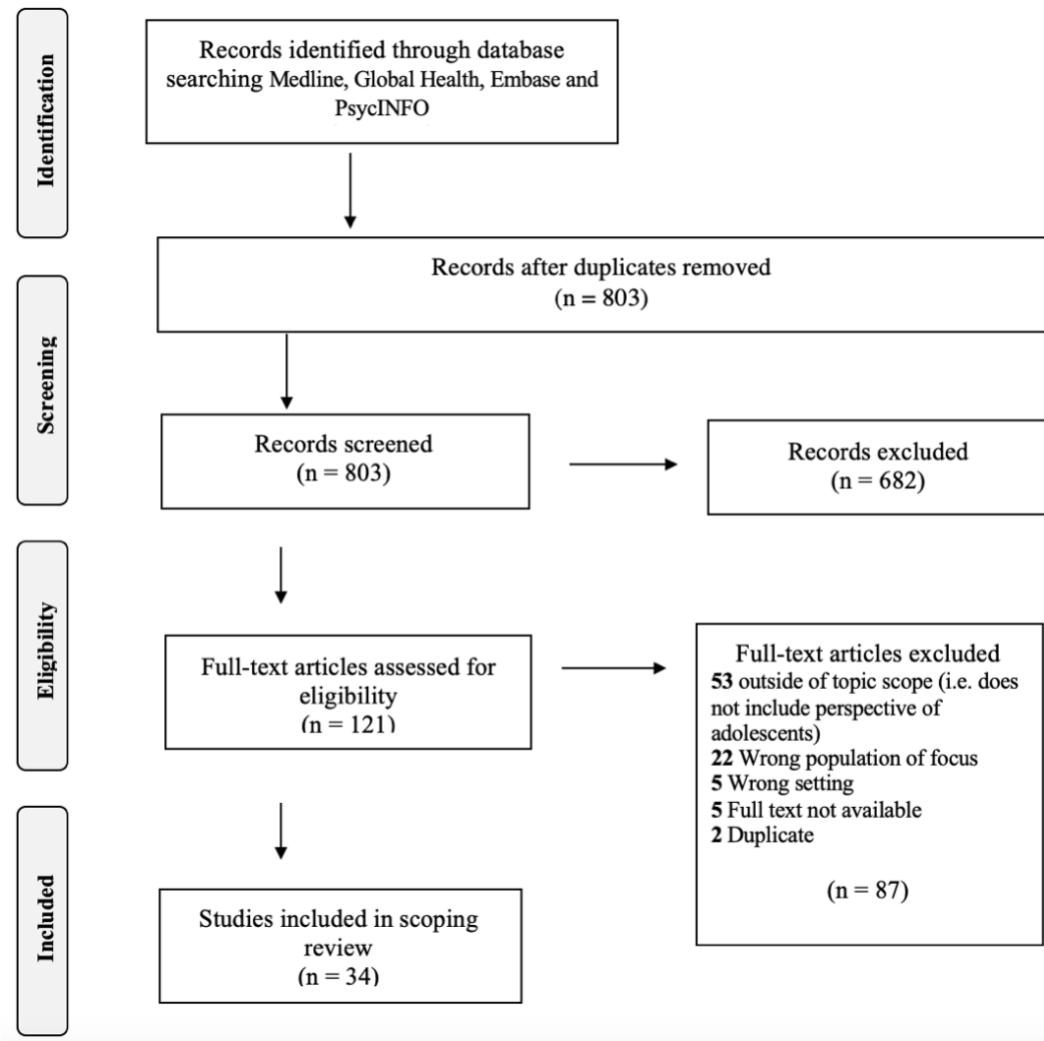 Identification
Records identified through database
searching Medline, Global Health, Embase and
PsycINFO
Records after duplicates removed
(n = 803)
Screening
Records screened
(n = 803)
Records excluded
(n = 682)
Eligibility
Full-text articles assessed for
eligibility
(n = 121)
Full-text articles excluded
53 outside of topic scope (i.e. does
not include perspective of
adolescents)
22 Wrong population of focus
5 Wrong setting
5 Full text not available
2 Duplicate
(n = 87)
Included
Studies included in scoping
review
(n = 34)